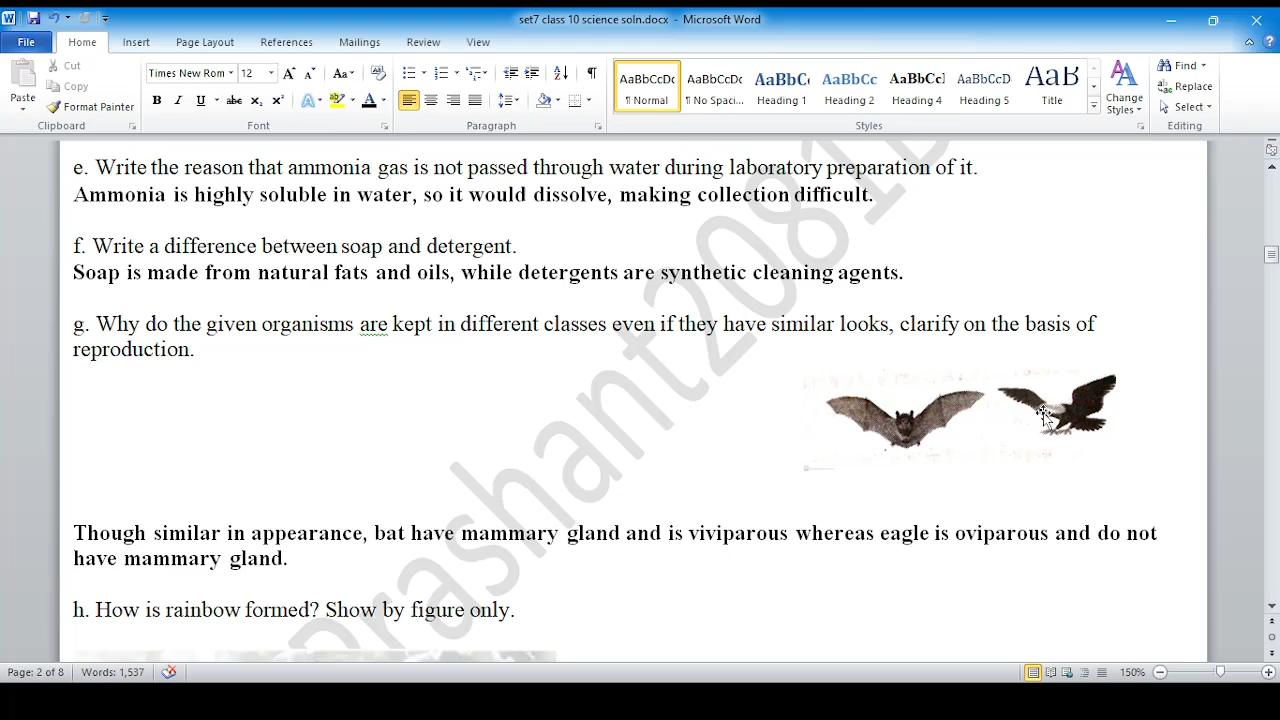 set7 class 10 science soln.docx - Microsoft Word
File Home Insert Page Layout References Mailings Review View
Paste
Cut
Copy
Format Painter
Clipboard
Times New Rom 12
Font
Paragraph
AaBbCcDc AaBbCcDc AaBbC AaBbCc AaBbCc AaBbCcD AaB
¶ Normal ¶ No Spaci... Heading 1 Heading 2 Heading 4 Heading 5 Title
Styles
Change
Styles
Find
Replace
Select
Editing
e. Write the reason that ammonia gas is not passed through water during laboratory preparation of it.
Ammonia is highly soluble in water, so it would dissolve, making collection difficult.
f. Write a difference between soap and detergent.
Soap is made from natural fats and oils, while detergents are synthetic cleaning agents.
g. Why do the given organisms are kept in different classes even if they have similar looks, clarify on the basis of
reproduction.
Though similar in appearance, bat have mammary gland and is viviparous whereas eagle is oviparous and do not
have mammary gland.
h. How is rainbow formed? Show by figure only.
Prashant2081
Page: 2 of 8 Words: 1,537 150%